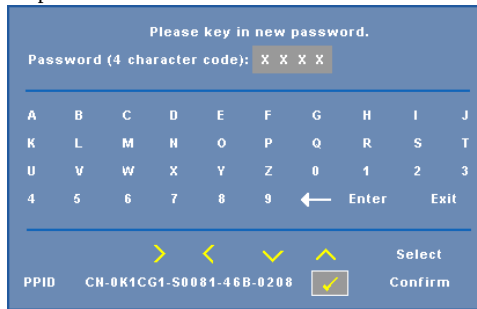 Please key in new password.
Password (4 character code): X X X X
A B C D E F G H I J
K L M N O P Q R S T
U V W X Y Z 0 1 2 3
4 5 6 7 8 9 ← Enter Exit
Select
PPID CN-0K1CG1-S0081-46B-0208 Confirm